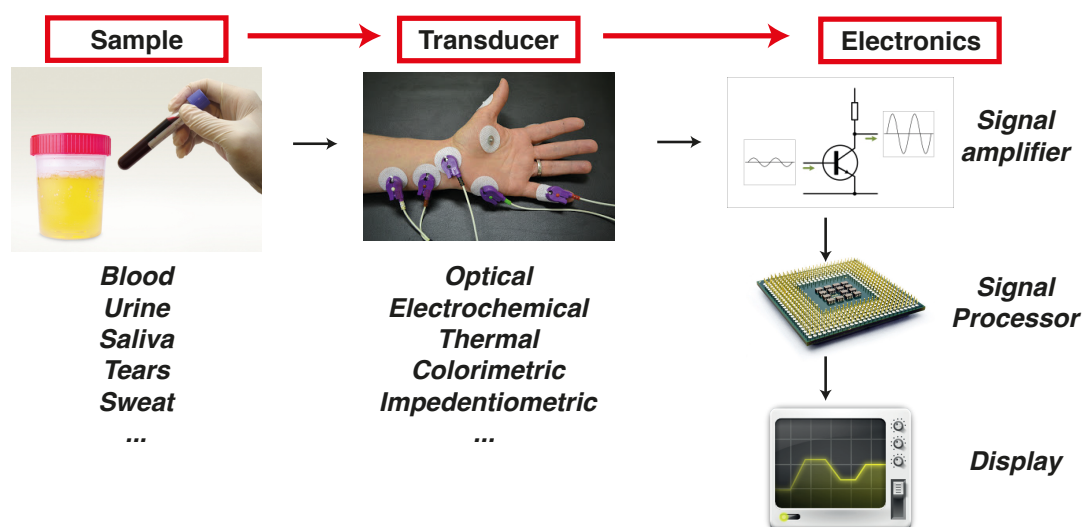 Sample
Transducer
Electronics
Blood
Urine
Saliva
Tears
Sweat
...
Optical
Electrochemical
Thermal
Colorimetric
Impedentiometric
...
Signal
amplifier
Signal
Processor
Display